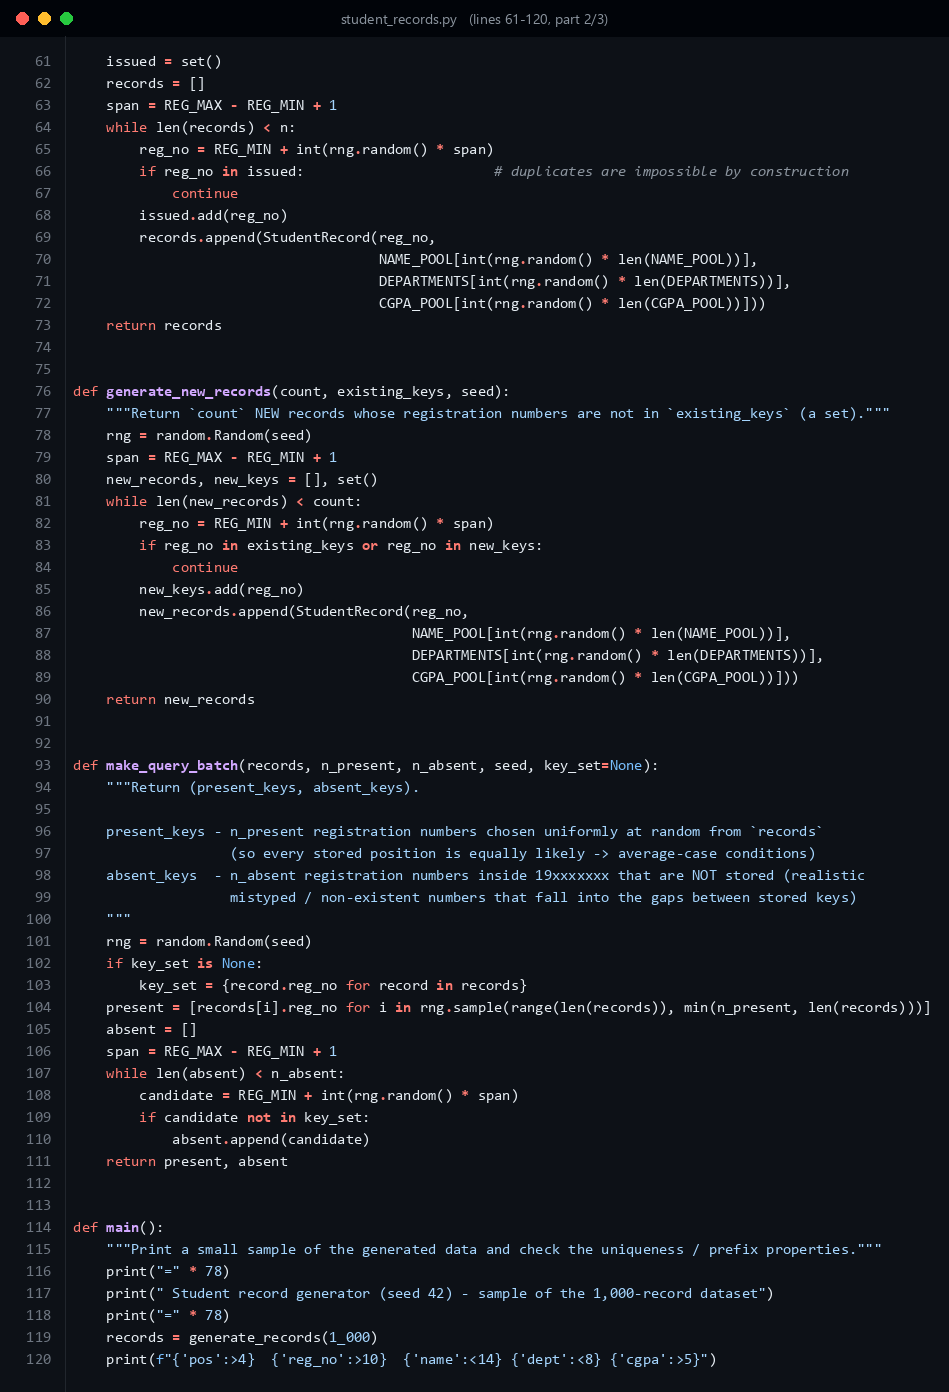 student_records.py   (lines 61-120, part 2/3)
61    issued = set()
62    records = []
63    span = REG_MAX - REG_MIN + 1
64    while len(records) < n:
65        reg_no = REG_MIN + int(rng.random() * span)
66        if reg_no in issued:                       # duplicates are impossible by construction
67            continue
68        issued.add(reg_no)
69        records.append(StudentRecord(reg_no,
70                                     NAME_POOL[int(rng.random() * len(NAME_POOL))],
71                                     DEPARTMENTS[int(rng.random() * len(DEPARTMENTS))],
72                                     CGPA_POOL[int(rng.random() * len(CGPA_POOL))]))
73    return records
74
75
76 def generate_new_records(count, existing_keys, seed):
77    """Return `count` NEW records whose registration numbers are not in `existing_keys` (a set)."""
78    rng = random.Random(seed)
79    span = REG_MAX - REG_MIN + 1
80    new_records, new_keys = [], set()
81    while len(new_records) < count:
82        reg_no = REG_MIN + int(rng.random() * span)
83        if reg_no in existing_keys or reg_no in new_keys:
84            continue
85        new_keys.add(reg_no)
86        new_records.append(StudentRecord(reg_no,
87                                         NAME_POOL[int(rng.random() * len(NAME_POOL))],
88                                         DEPARTMENTS[int(rng.random() * len(DEPARTMENTS))],
89                                         CGPA_POOL[int(rng.random() * len(CGPA_POOL))]))
90    return new_records
91
92
93 def make_query_batch(records, n_present, n_absent, seed, key_set=None):
94    """Return (present_keys, absent_keys).
95
96    present_keys - n_present registration numbers chosen uniformly at random from `records`
97                   (so every stored position is equally likely -> average-case conditions)
98    absent_keys  - n_absent registration numbers inside 19xxxxxxx that are NOT stored (realistic
99                   mistyped / non-existent numbers that fall into the gaps between stored keys)
100    """
101    rng = random.Random(seed)
102    if key_set is None:
103        key_set = {record.reg_no for record in records}
104    present = [records[i].reg_no for i in rng.sample(range(len(records)), min(n_present, len(records)))]
105    absent = []
106    span = REG_MAX - REG_MIN + 1
107    while len(absent) < n_absent:
108        candidate = REG_MIN + int(rng.random() * span)
109        if candidate not in key_set:
110            absent.append(candidate)
111    return present, absent
112
113
114 def main():
115    """Print a small sample of the generated data and check the uniqueness / prefix properties."""
116    print("=" * 78)
117    print(" Student record generator (seed 42) - sample of the 1,000-record dataset")
118    print("=" * 78)
119    records = generate_records(1_000)
120    print(f"{'pos':>4}  {'reg_no':>10}  {'name':<14} {'dept':<8} {'cgpa':>5}")